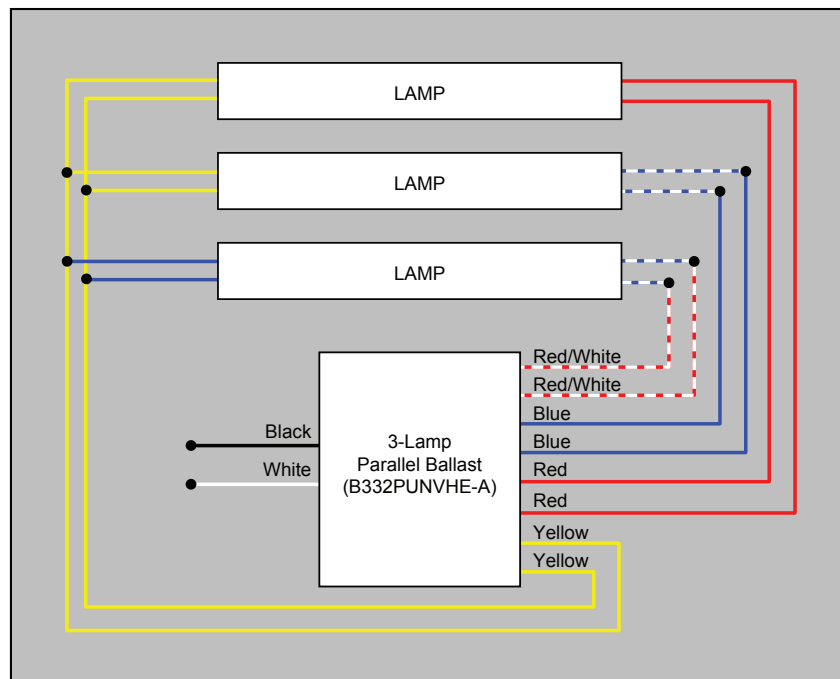 LAMP
LAMP
LAMP
Red/White
Red/White
Blue
Blue
Red
Red
Yellow
Yellow
Black
White
3-Lamp
Parallel Ballast
(B332PUNVHE-A)